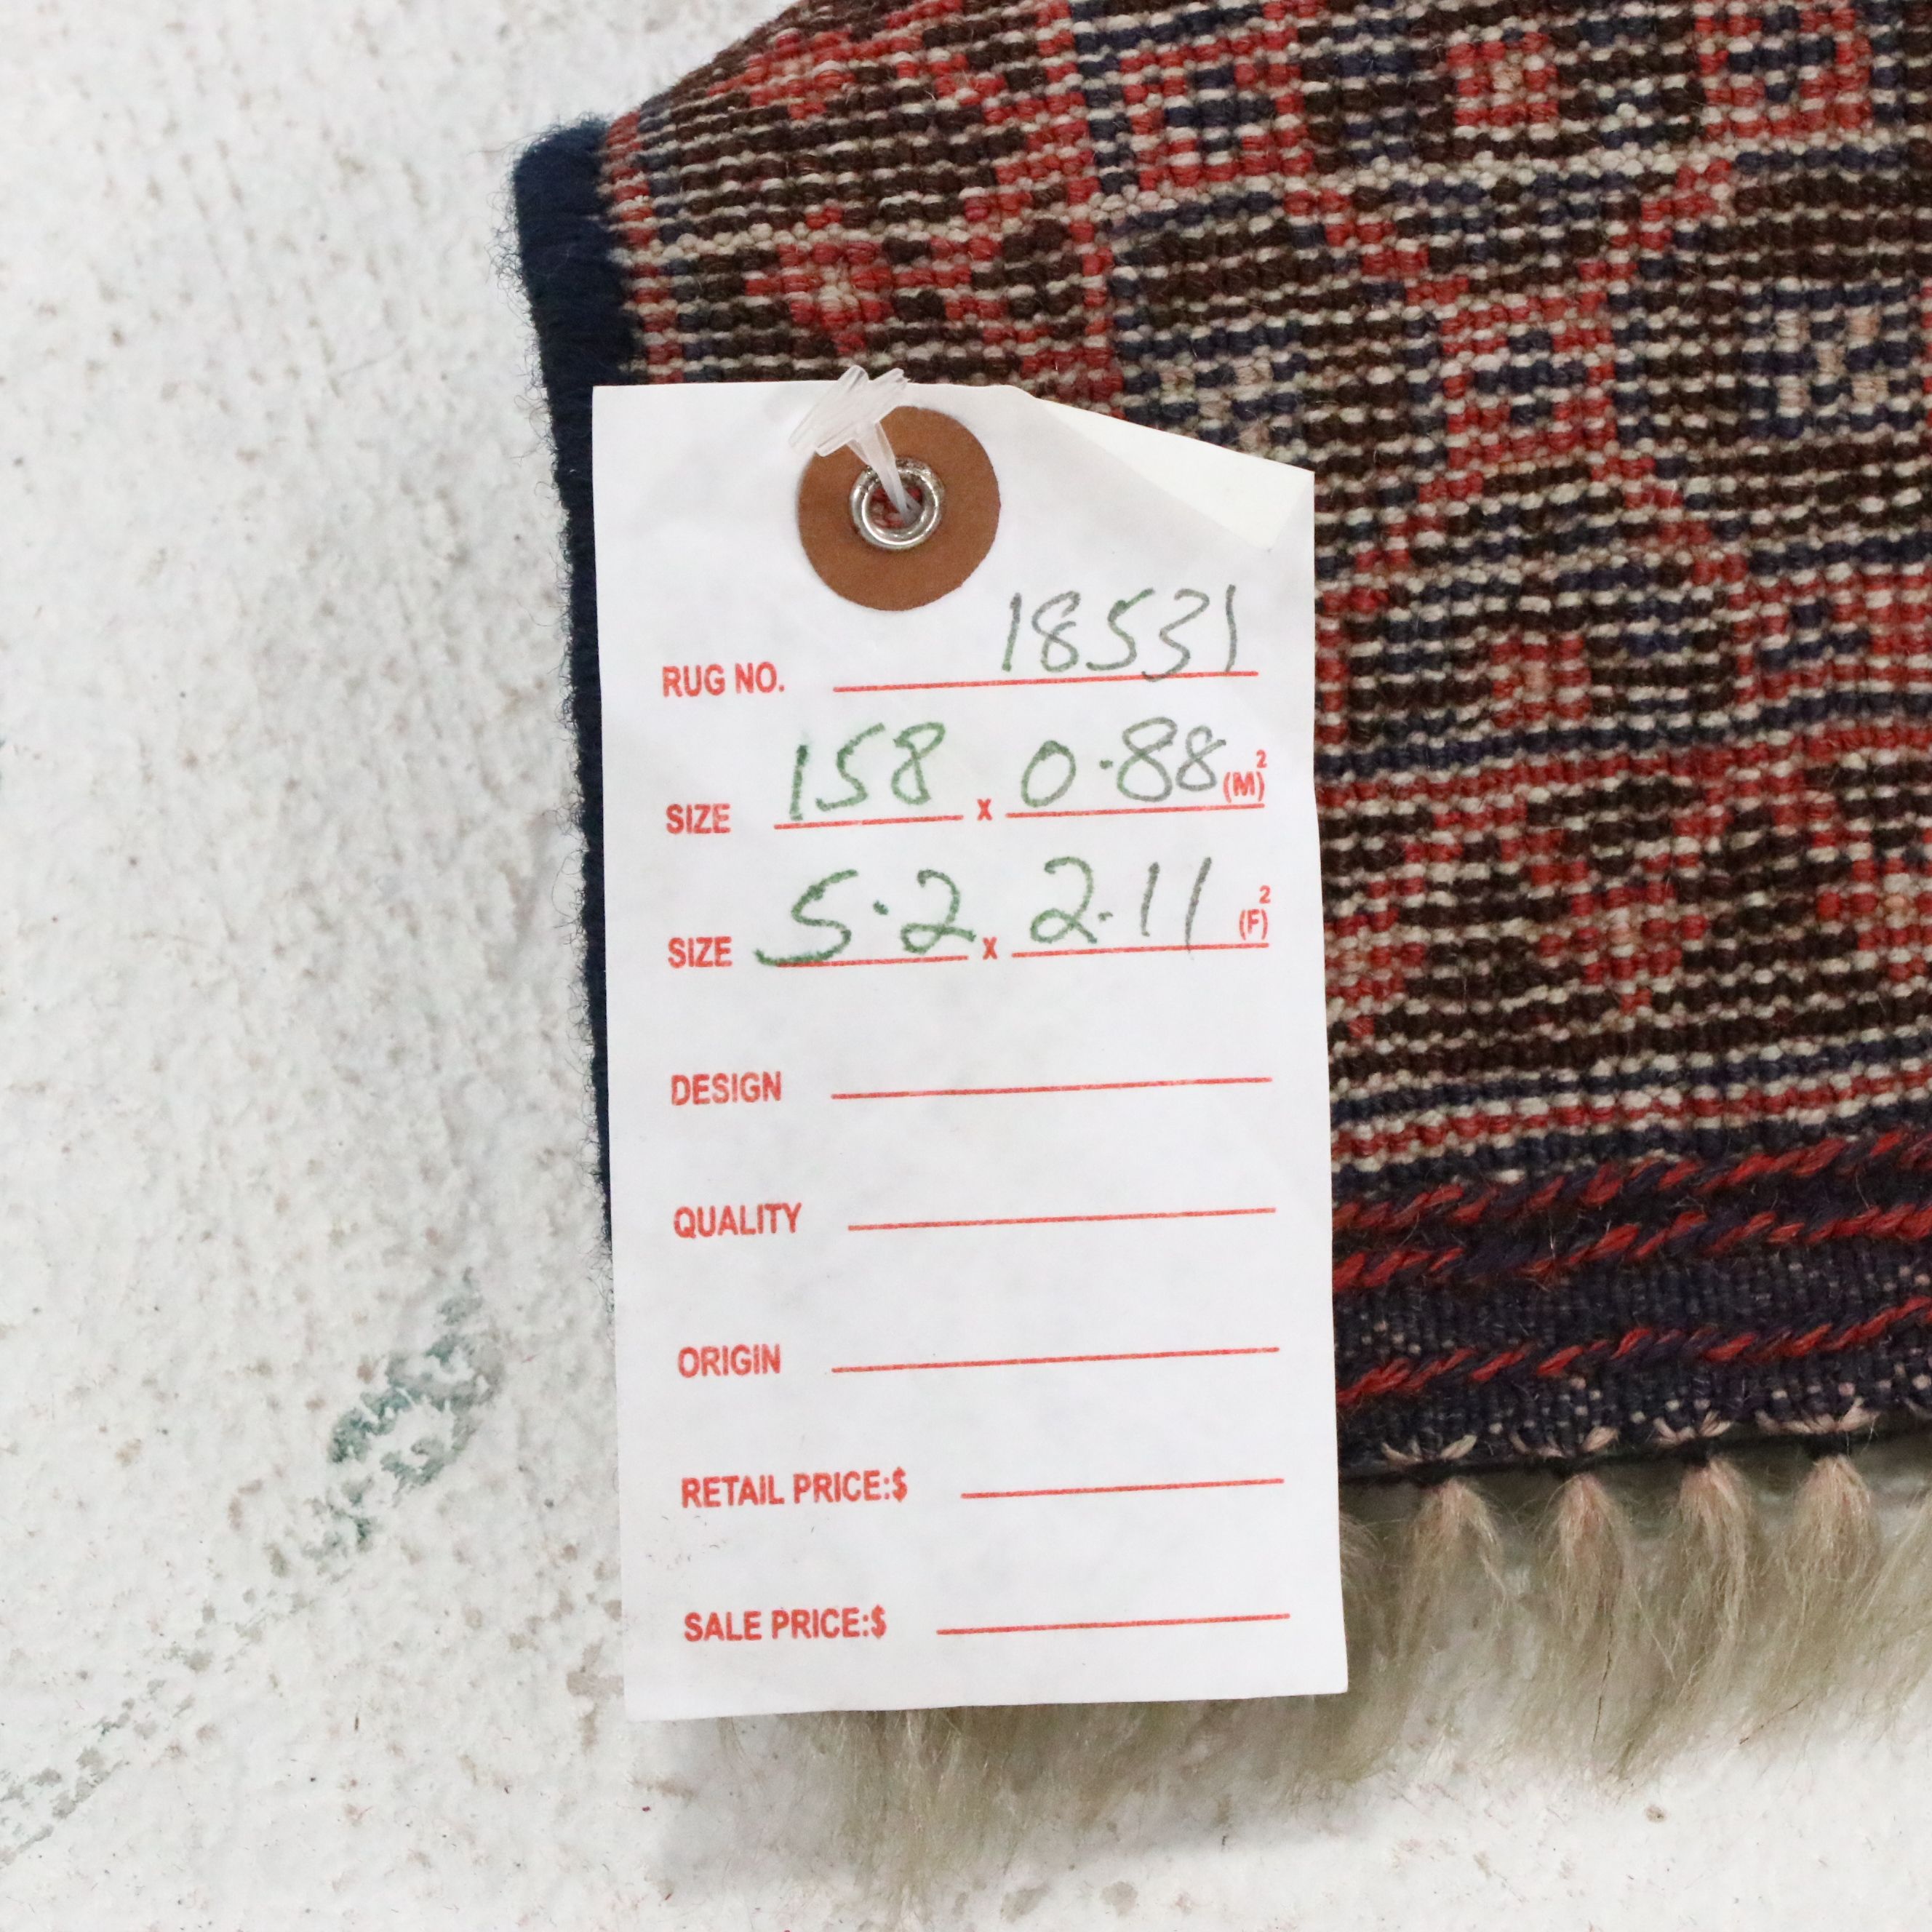 RUG NO. 18531
SIZE 158 x 0.88 (M)²
SIZE 5.2 x 2.11 (F)²
DESIGN
QUALITY
ORIGIN
RETAIL PRICE:$
SALE PRICE:$